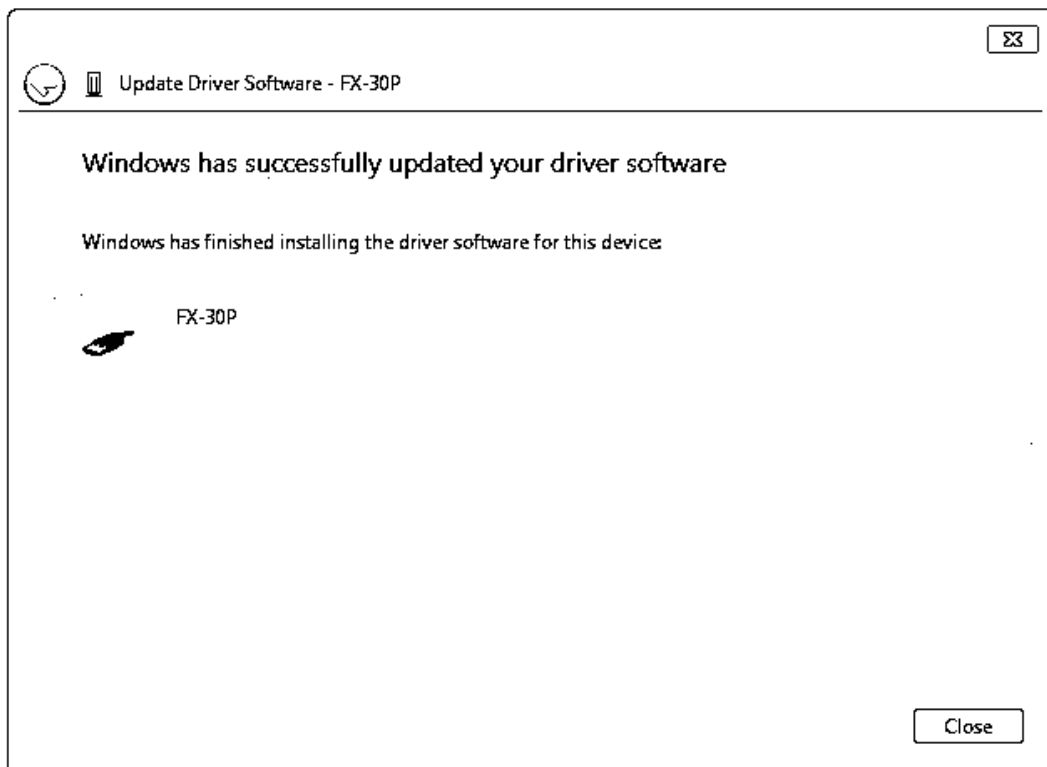 Update Driver Software - FX-30P
Windows has successfully updated your driver software
Windows has finished installing the driver software for this device:
FX-30P
Close